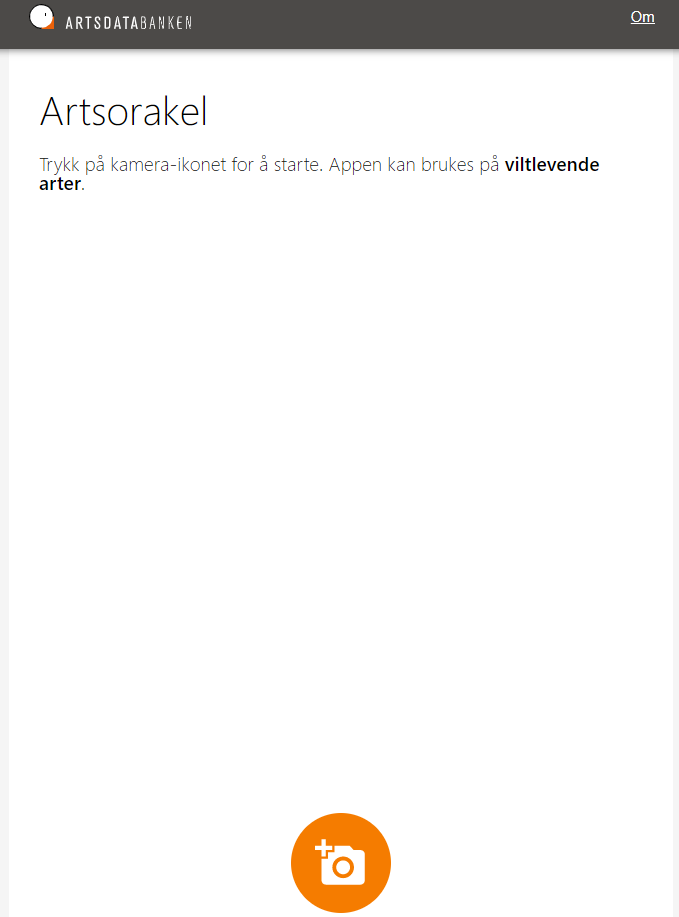 ARTSDATABANKEN
Om
Artsorakel
Trykk på kamera-ikonet for å starte. Appen kan brukes på viltlevende
arter.